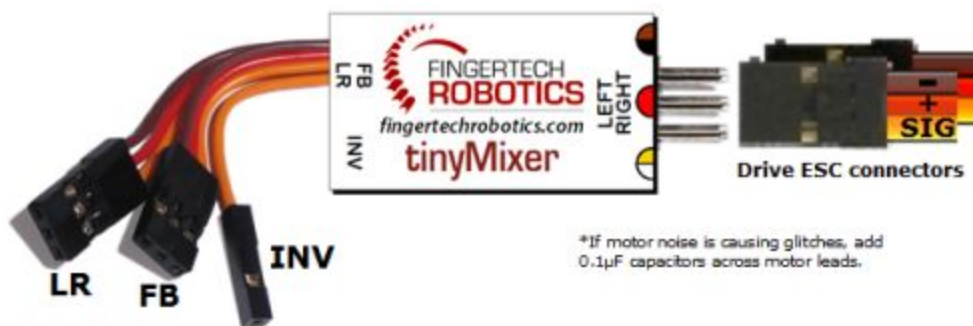 FB
LR
INV
FINGERTECH
ROBOTICS
fingertechrobotics.com
tinyMixer
LEFT
RIGHT
-
+
SIG
Drive ESC connectors
LR
FB
INV
*If motor noise is causing glitches, add
0.1µF capacitors across motor leads.